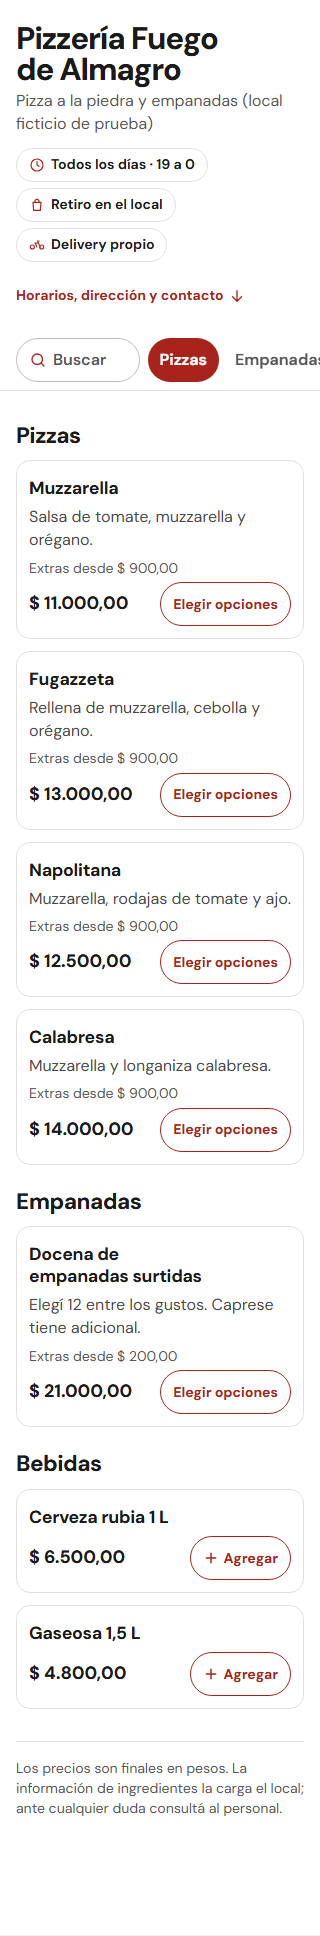 Pizzería Fuego
de Almagro
Pizza a la piedra y empanadas (local
ficticio de prueba)
Todos los días · 19 a 0
Retiro en el local
Delivery propio
Horarios, dirección y contacto ↓
Buscar
Pizzas
Empanadas
Pizzas
Muzzarella
Salsa de tomate, muzzarella y
orégano.
Extras desde $ 900,00
$ 11.000,00
Elegir opciones
Fugazzeta
Rellena de muzzarella, cebolla y
orégano.
Extras desde $ 900,00
$ 13.000,00
Elegir opciones
Napolitana
Muzzarella, rodajas de tomate y ajo.
Extras desde $ 900,00
$ 12.500,00
Elegir opciones
Calabresa
Muzzarella y longaniza calabresa.
Extras desde $ 900,00
$ 14.000,00
Elegir opciones
Empanadas
Docena de
empanadas surtidas
Elegí 12 entre los gustos. Caprese
tiene adicional.
Extras desde $ 200,00
$ 21.000,00
Elegir opciones
Bebidas
Cerveza rubia 1 L
$ 6.500,00
+ Agregar
Gaseosa 1,5 L
$ 4.800,00
+ Agregar
Los precios son finales en pesos. La
información de ingredientes la carga el local;
ante cualquier duda consultá al personal.